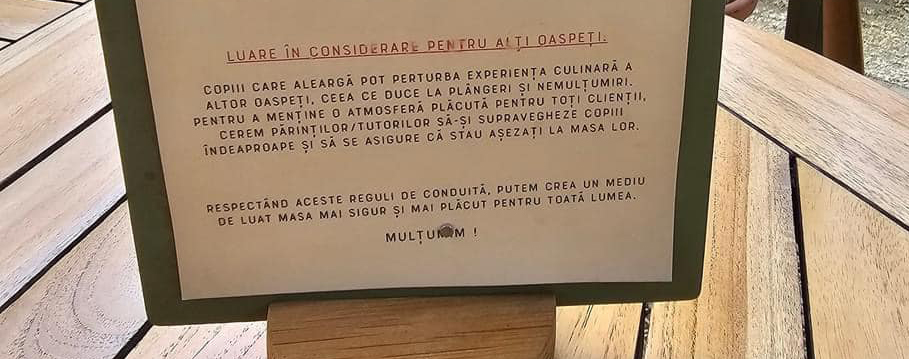 LUARE ÎN CONSIDERARE PENTRU ALȚI OASPEȚI.
COPIII CARE ALEARGĂ POT PERTURBA EXPERIENȚA CULINARĂ A
ALTOR OASPEȚI, CEEA CE DUCE LA PLÂNGERI ȘI NEMULȚUMIRI.
PENTRU A MENȚINE O ATMOSFERĂ PLĂCUTĂ PENTRU TOȚI CLIENȚII,
CEREM PĂRINȚILOR/TUTORILOR SĂ-ȘI SUPRAVEGHEZE COPIII
ÎNDEAPROAPE ȘI SĂ SE ASIGURE CĂ STAU AȘEZAȚI LA MASA LOR.
RESPECTÂND ACESTE REGULI DE CONDUITĂ, PUTEM CREA UN MEDIU
DE LUAT MASA MAI SIGUR ȘI MAI PLĂCUT PENTRU TOATĂ LUMEA.
MULȚUMIM !